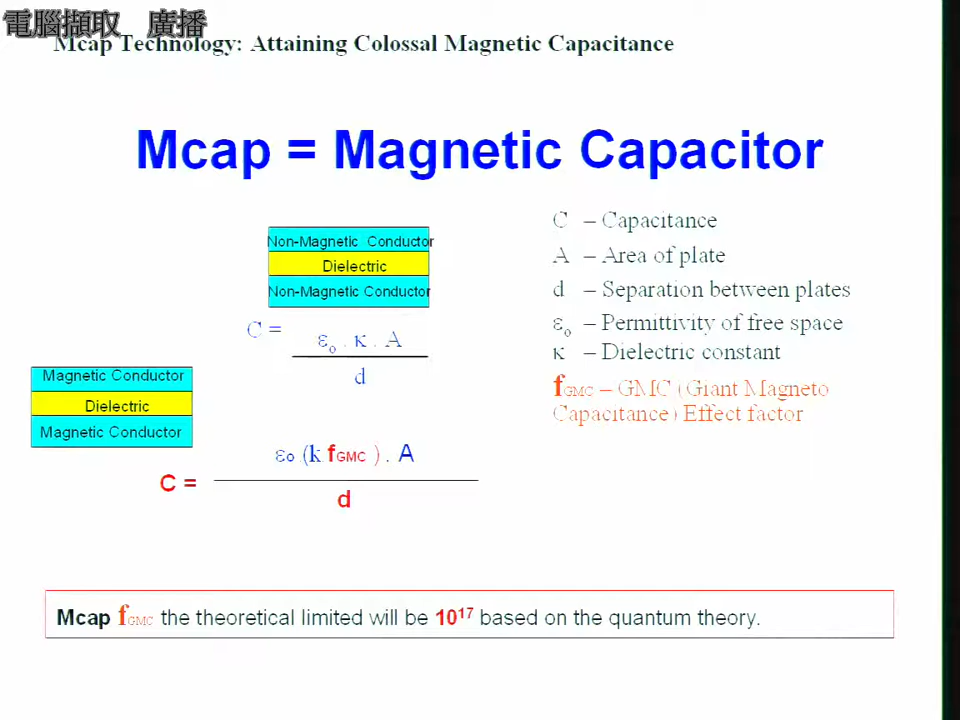 電腦擷取 廣播
Mcap Technology: Attaining Colossal Magnetic Capacitance
Mcap = Magnetic Capacitor
Non-Magnetic Conductor
Dielectric
Non-Magnetic Conductor
C = εo . κ . A
d
Magnetic Conductor
Dielectric
Magnetic Conductor
C = εo (k fGMC ) . A
d
C – Capacitance
A – Area of plate
d – Separation between plates
εo – Permittivity of free space
κ – Dielectric constant
fGMC – GMC (Giant Magneto
Capacitance) Effect factor
Mcap fGMC the theoretical limited will be 10¹⁷ based on the quantum theory.